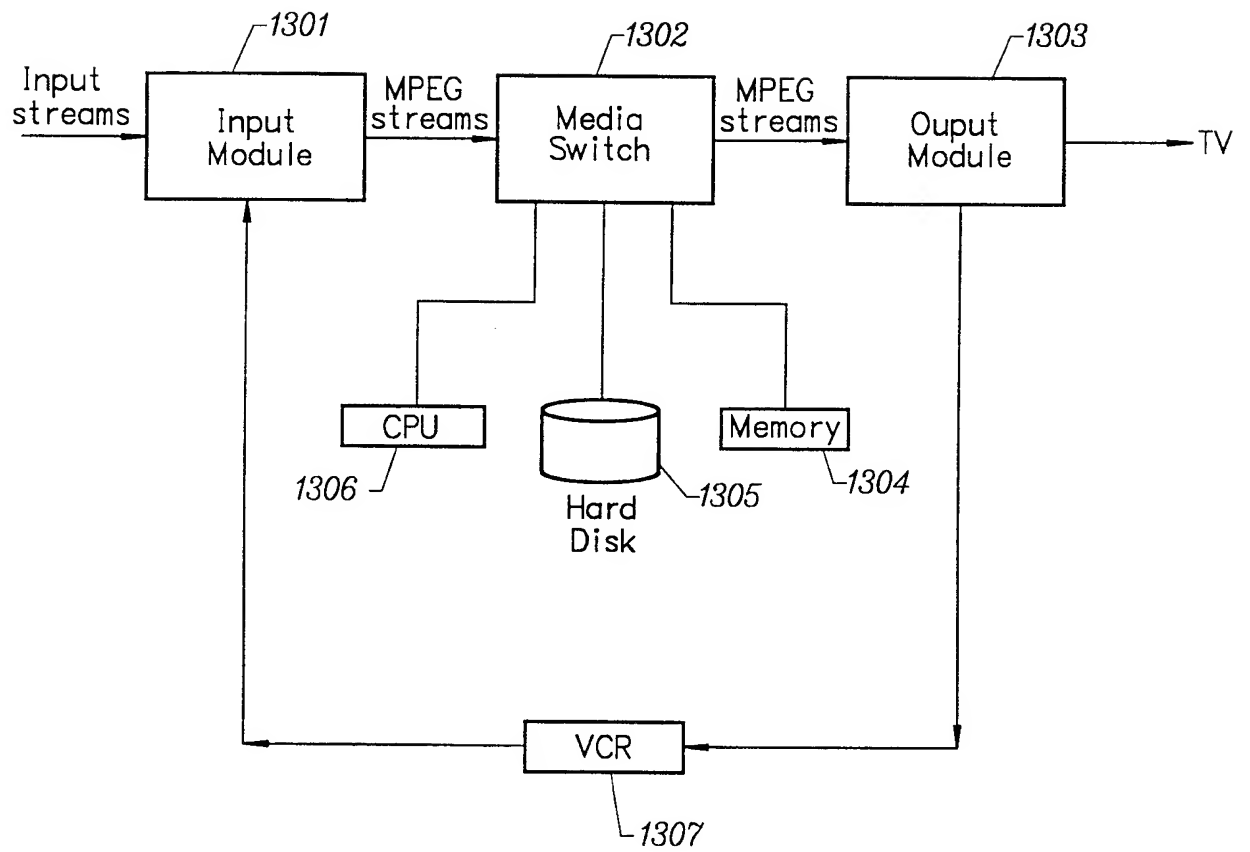 1301
1302
1303
Input
streams
Input
Module
MPEG
streams
Media
Switch
MPEG
streams
Ouput
Module
TV
CPU
1306
Hard
Disk
1305
Memory
1304
VCR
1307